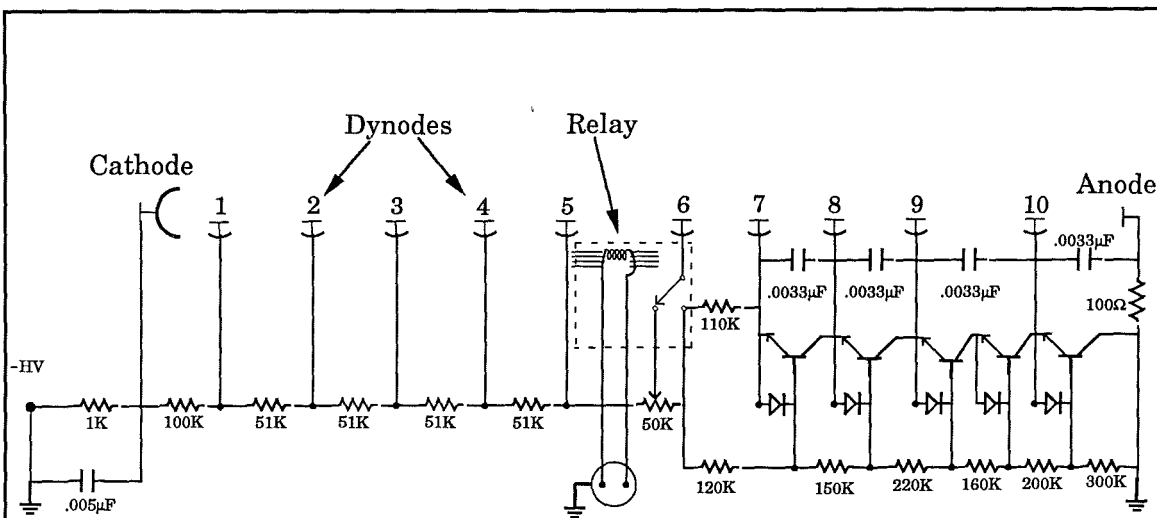 Dynodes
Relay
Cathode
Anode
1
2
3
4
5
6
7
8
9
10
.0033µF
.0033µF
.0033µF
.0033µF
100Ω
110K
-HV
1K
100K
51K
51K
51K
51K
50K
120K
150K
220K
160K
200K
300K
.005µF